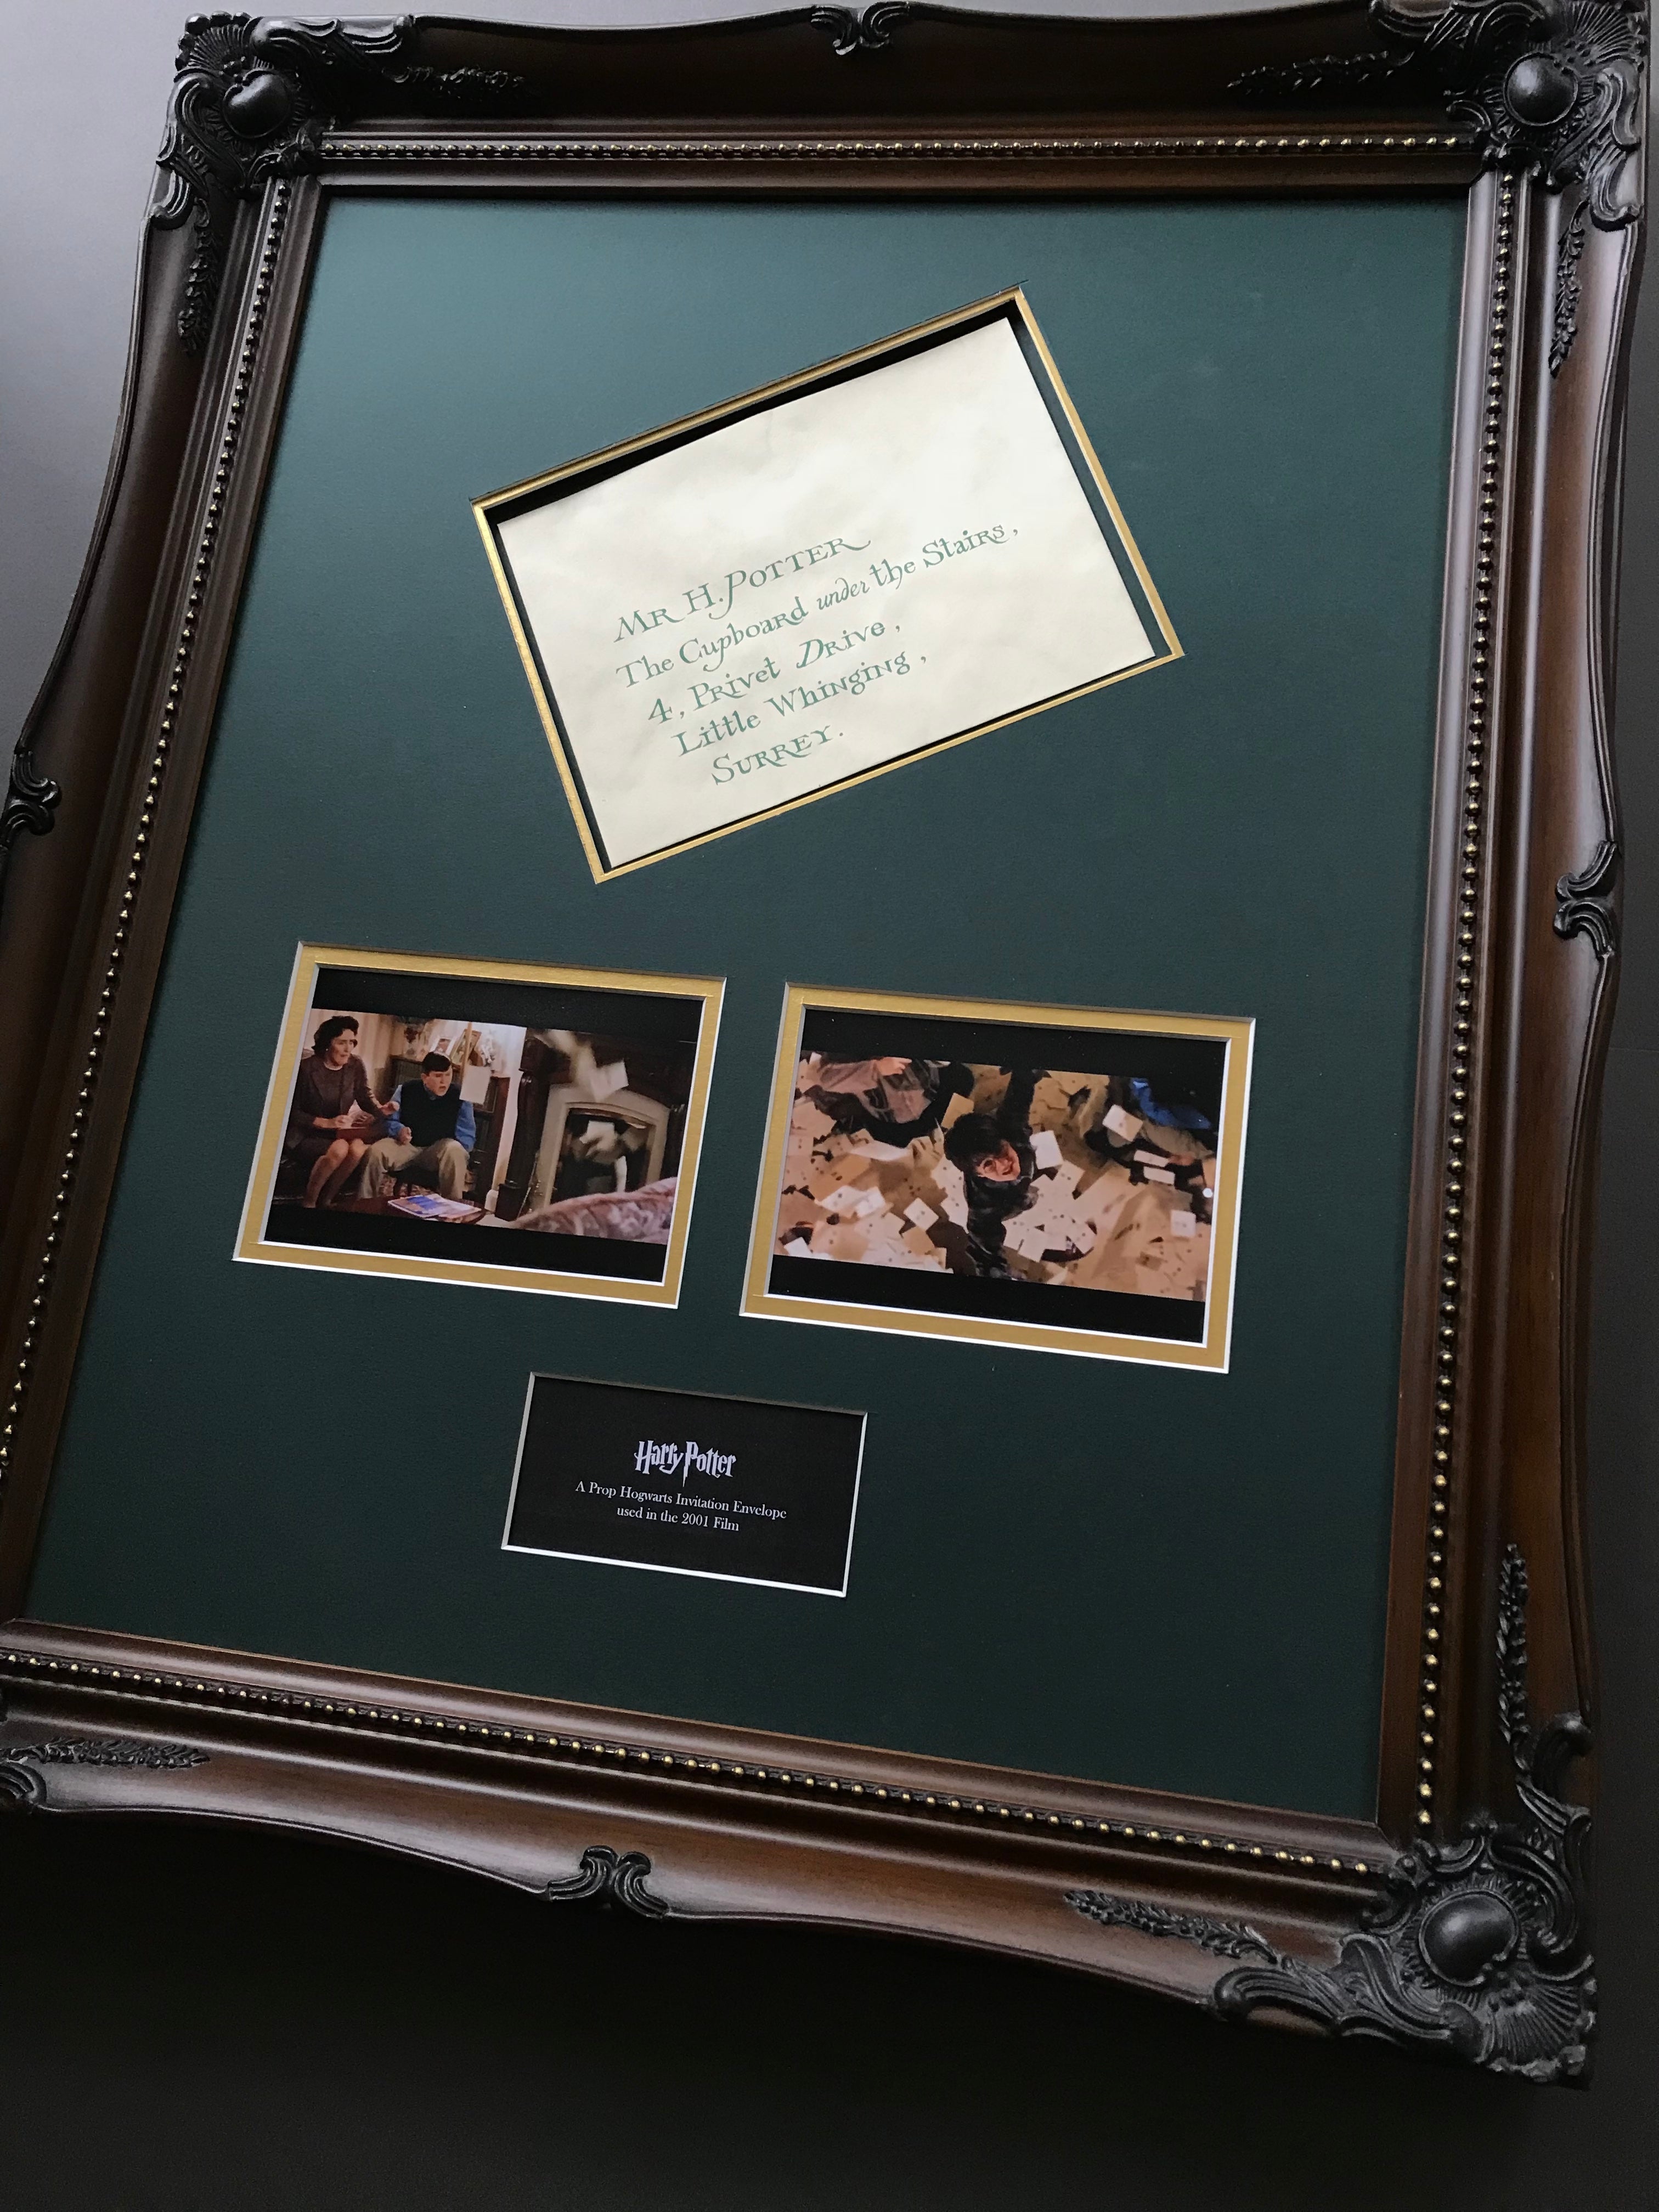 MR H. POTTER
The Cupboard under the Stairs,
4, Privet Drive,
Little Whinging,
SURREY.
Harry Potter
A Prop Hogwarts Invitation Envelope
used in the 2001 Film